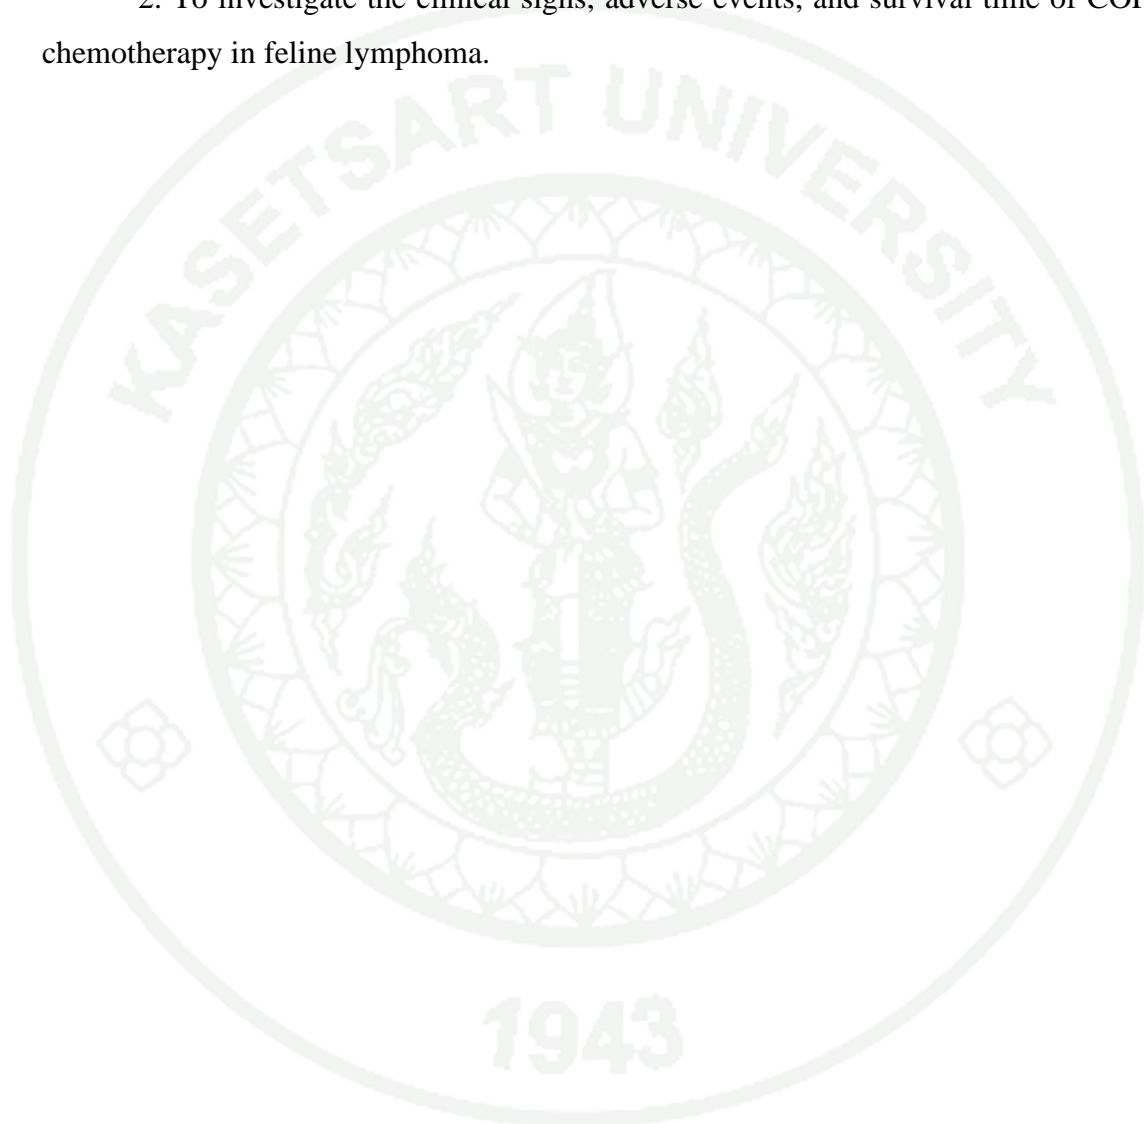 2. To investigate the clinical signs, adverse events, and survival time of
chemotherapy in feline lymphoma.
KASETSART UNIVERSITY
1943